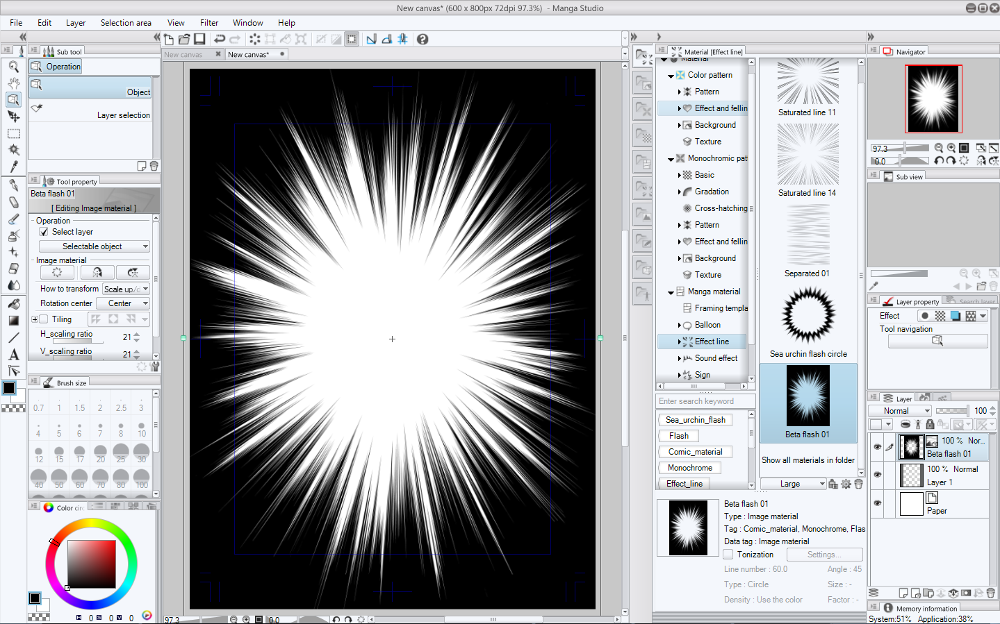 New canvas* (600 x 800px 72dpi 97.3%) - Manga Studio
File Edit Layer Selection area View Filter Window Help
Sub tool
Operation
Object
Layer selection
Tool property
Beta flash 01
[ Editing Image material ]
Operation
Select layer
Selectable object
Image material
How to transform Scale up/d
Rotation center Center
Tiling
H_scaling ratio 21
V_scaling ratio 21
Brush size
0.7 1 1.5 2 2.5 3
4 5 6 7 8 10
12 15 17 20 25 30
40 50 60 70 80 100
Color circ
H 0 S 0 V 0
New canvas
New canvas*
97.3 0.0
Material [Effect line]
Material
Color pattern
Pattern
Effect and fellin
Background
Texture
Monochromic pat
Basic
Gradation
Cross-hatching
Pattern
Effect and fellin
Background
Texture
Manga material
Framing templa
Balloon
Effect line
Sound effect
Sign
Enter search keyword
Sea_urchin_flash
Flash
Comic_material
Monochrome
Effect_line
Saturated line 11
Saturated line 14
Separated 01
Sea urchin flash circle
Beta flash 01
Show all materials in folder
Large
Beta flash 01
Type : Image material
Tag : Comic_material, Monochrome, Flas
Data tag : Image material
Tonization Settings...
Line number : 60.0 Angle : 45
Type : Circle Size : -
Density : Use the color Factor : -
Navigator
97.3
0.0
Sub view
Layer property Search layer
Effect
Tool navigation
Layer
Normal 100
100 % Nor...
Beta flash 01
100 % Normal
Layer 1
Paper
Memory information
System:51% Application:38%